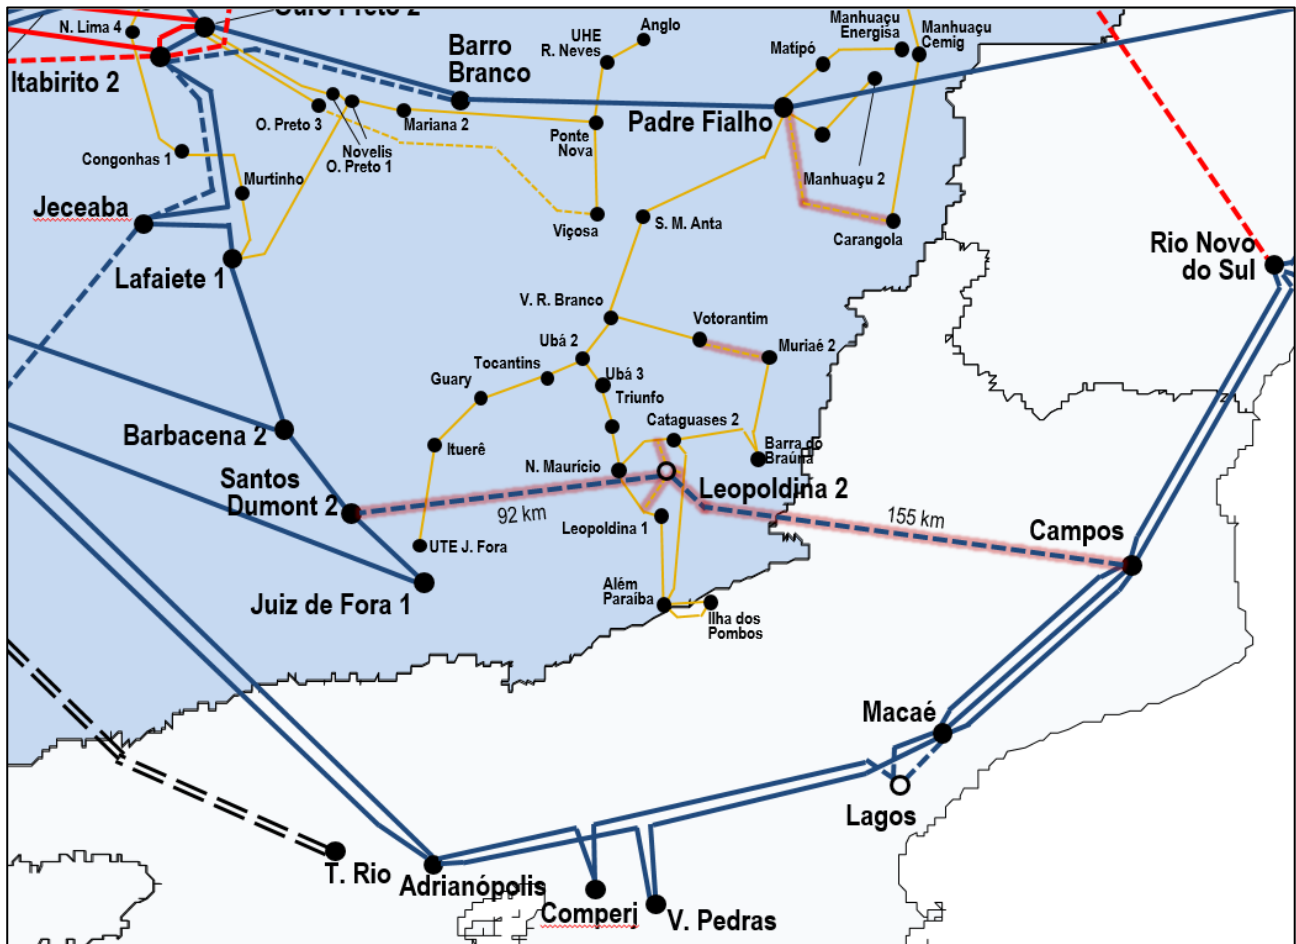 N. Lima 4
Ouro Preto 2
Itabirito 2
Barro
Branco
UHE
R. Neves
Anglo
Manhuaçu
Energisa
Manhuaçu
Cemig
Matipó
Padre Fialho
O. Preto 3
Novelis
O. Preto 1
Mariana 2
Ponte
Nova
Congonhas 1
Murtinho
Manhuaçu 2
Jeceaba
Viçosa
S. M. Anta
Carangola
Rio Novo
do Sul
Lafaiete 1
V. R. Branco
Votorantim
Muriaé 2
Ubá 2
Tocantins
Guary
Ubá 3
Triunfo
Cataguases 2
Barbacena 2
Ituerê
Barra do
Braúna
N. Maurício
Santos
Dumont 2
Leopoldina 2
92 km
155 km
Leopoldina 1
Campos
UTE J. Fora
Juiz de Fora 1
Além
Paraíba
Ilha dos
Pombos
Macaé
Lagos
T. Rio
Adrianópolis
Comperj
V. Pedras